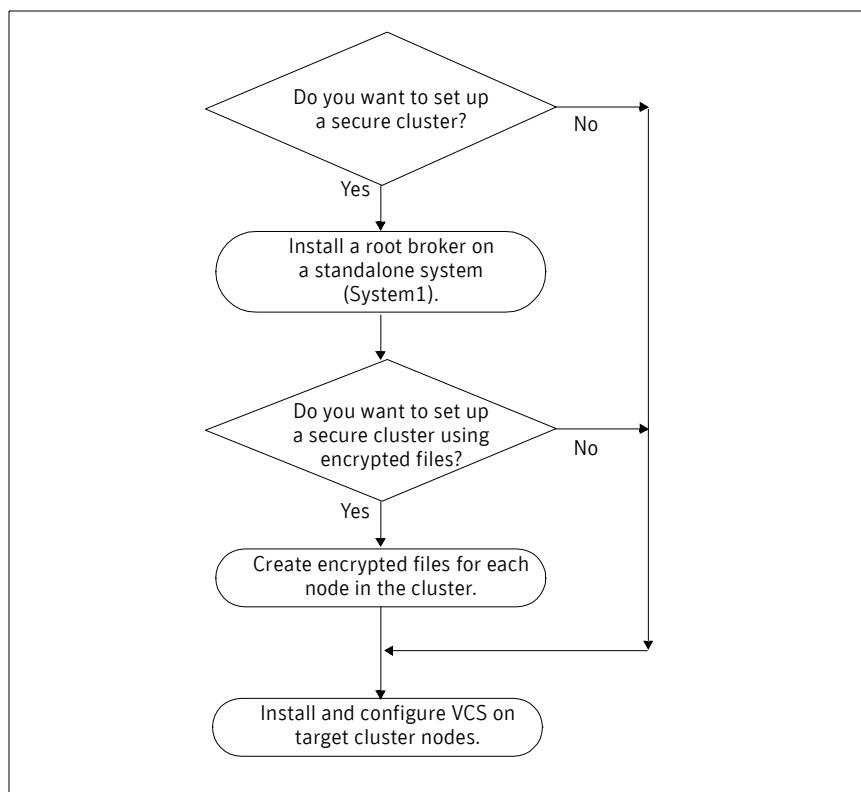 Do you want to set up
a secure cluster?
No
Yes
Install a root broker on
a standalone system
(System1).
Do you want to set up
a secure cluster using
encrypted files?
No
Yes
Create encrypted files for each
node in the cluster.
Install and configure VCS on
target cluster nodes.